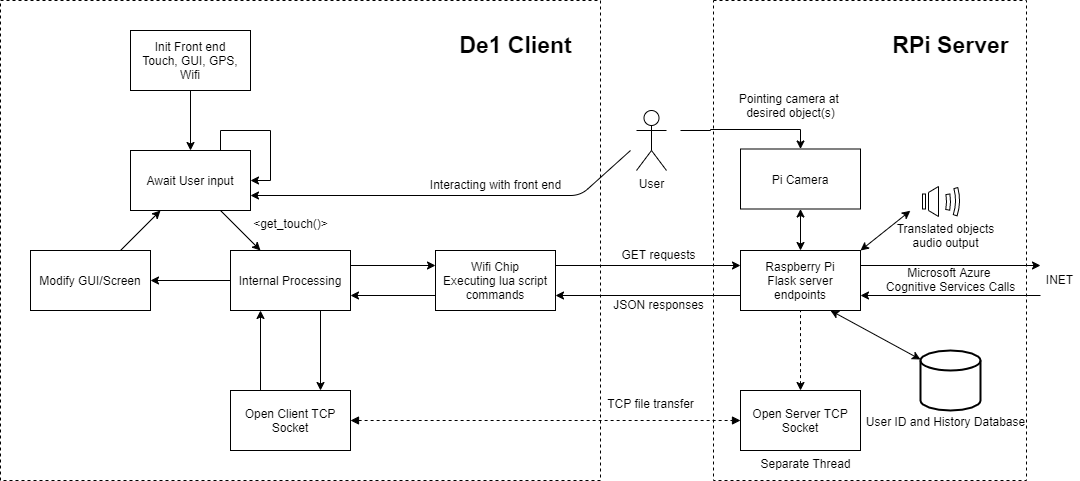 De1 Client
RPi Server
Init Front end
Touch, GUI, GPS,
Wifi
Await User input
<get_touch()>
Interacting with front end
User
Pointing camera at
desired object(s)
Pi Camera
Translated objects
audio output
Modify GUI/Screen
Internal Processing
Wifi Chip
Executing lua script
commands
GET requests
JSON responses
Raspberry Pi
Flask server
endpoints
Microsoft Azure
Cognitive Services Calls
INET
Open Client TCP
Socket
TCP file transfer
Open Server TCP
Socket
Separate Thread
User ID and History Database